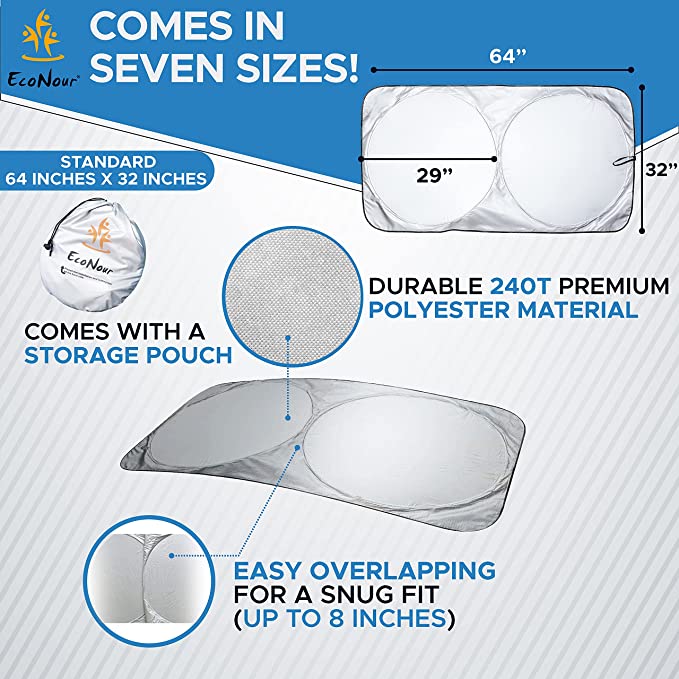 EcoNour®
COMES IN
SEVEN SIZES!
64”
STANDARD
64 INCHES X 32 INCHES
29”
32”
EcoNour
DURABLE 240T PREMIUM
POLYESTER MATERIAL
COMES WITH A
STORAGE POUCH
EASY OVERLAPPING
FOR A SNUG FIT
(UP TO 8 INCHES)